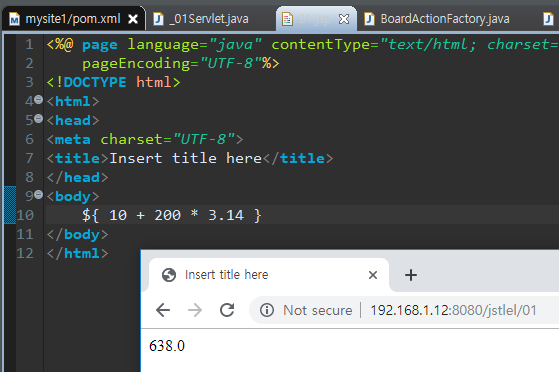 mysite1/pom.xml
_01Servlet.java
BoardActionFactory.java
1 <%@ page language="java" contentType="text/html; charset=
2 pageEncoding="UTF-8"%>
3 <!DOCTYPE html>
4 <html>
5 <head>
6 <meta charset="UTF-8">
7 <title>Insert title here</title>
8 </head>
9 <body>
10 ${ 10 + 200 * 3.14 }
11 </body>
12 </html>
Insert title here
Not secure | 192.168.1.12:8080/jstlel/01
638.0